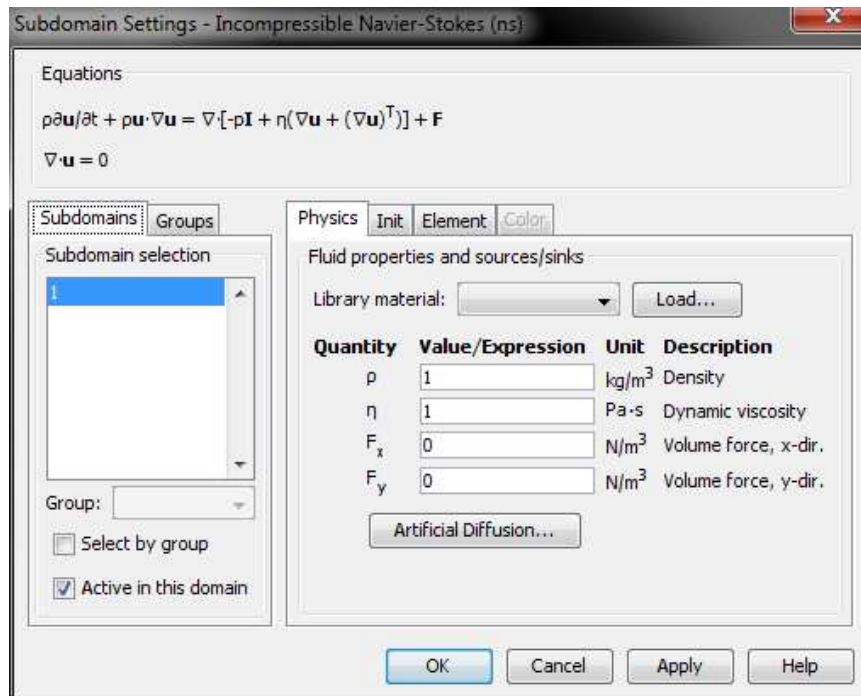 Subdomain Settings - Incompressible Navier-Stokes (ns)
x
Equations
ρ∂u/∂t + ρu·∇u = ∇·[-pI + η(∇u + (∇u)ᵀ)] + F
∇·u = 0
Subdomains Groups
Subdomain selection
1
Group:
Select by group
Active in this domain
Physics Init Element Color
Fluid properties and sources/sinks
Library material: Load...
Quantity Value/Expression Unit Description
ρ 1 kg/m³ Density
η 1 Pa·s Dynamic viscosity
Fₓ 0 N/m³ Volume force, x-dir.
F_y 0 N/m³ Volume force, y-dir.
Artificial Diffusion...
OK Cancel Apply Help